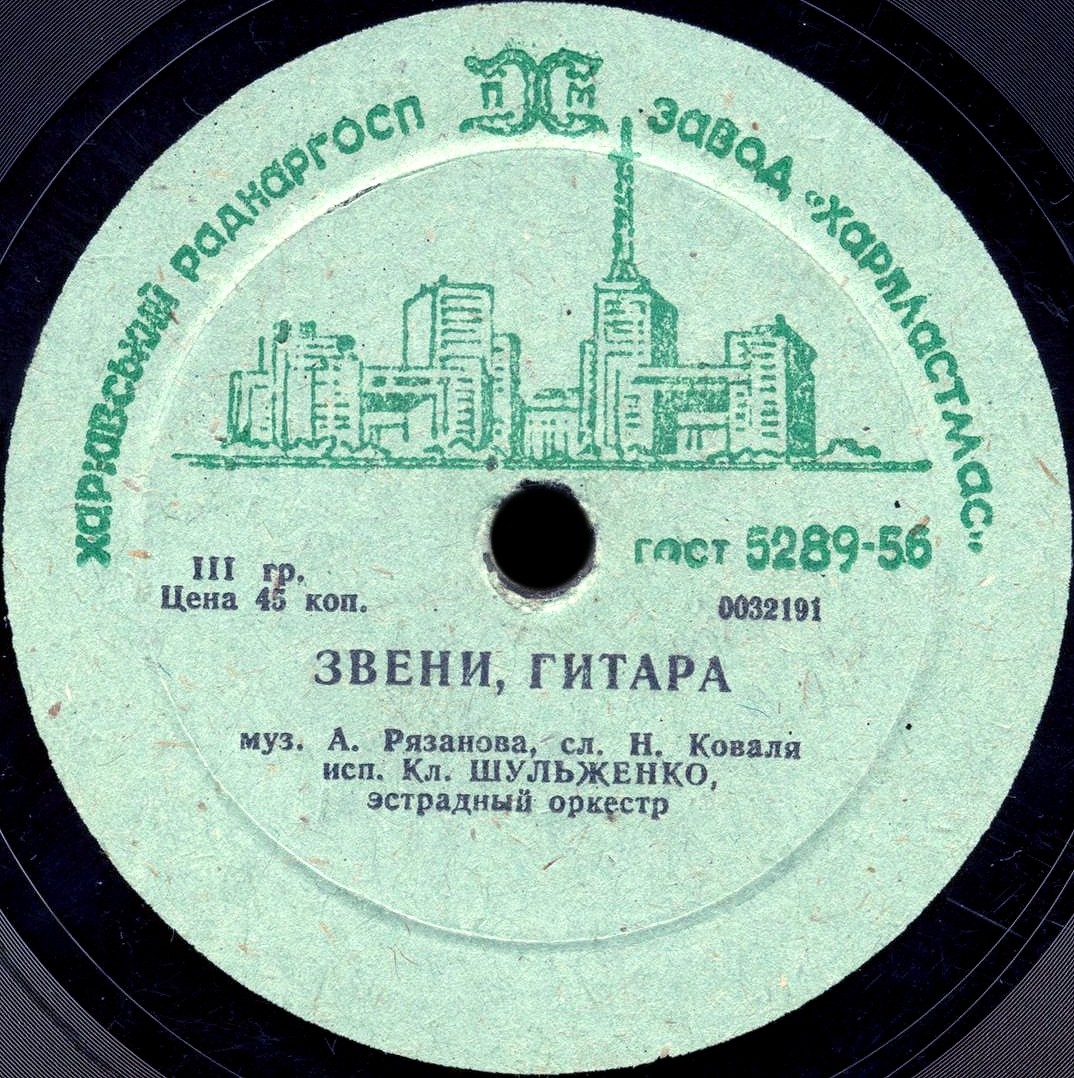 харківський раднаргосп
ПМ
завод «харпластмас»
гост 5289-56
III гр.
Цена 45 коп.
0032191
ЗВЕНИ, ГИТАРА
муз. А. Рязанова, сл. Н. Коваля
исп. Кл. ШУЛЬЖЕНКО,
эстрадный оркестр